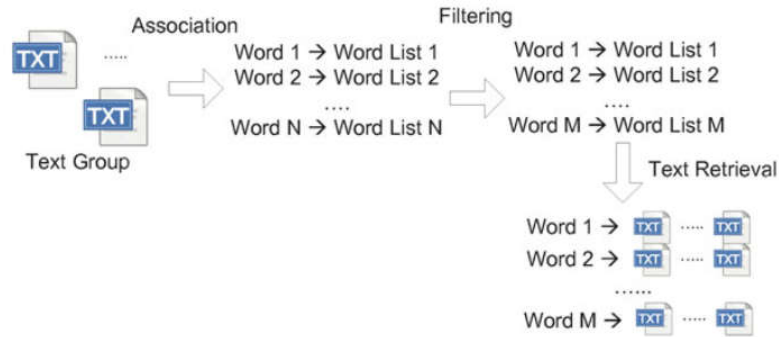 Association
Filtering
TXT .....
TXT
Text Group
Word 1 → Word List 1
Word 2 → Word List 2
....
Word N → Word List N
Word 1 → Word List 1
Word 2 → Word List 2
....
Word M → Word List M
Text Retrieval
Word 1 → TXT ..... TXT
Word 2 → TXT ..... TXT
......
Word M → TXT ..... TXT